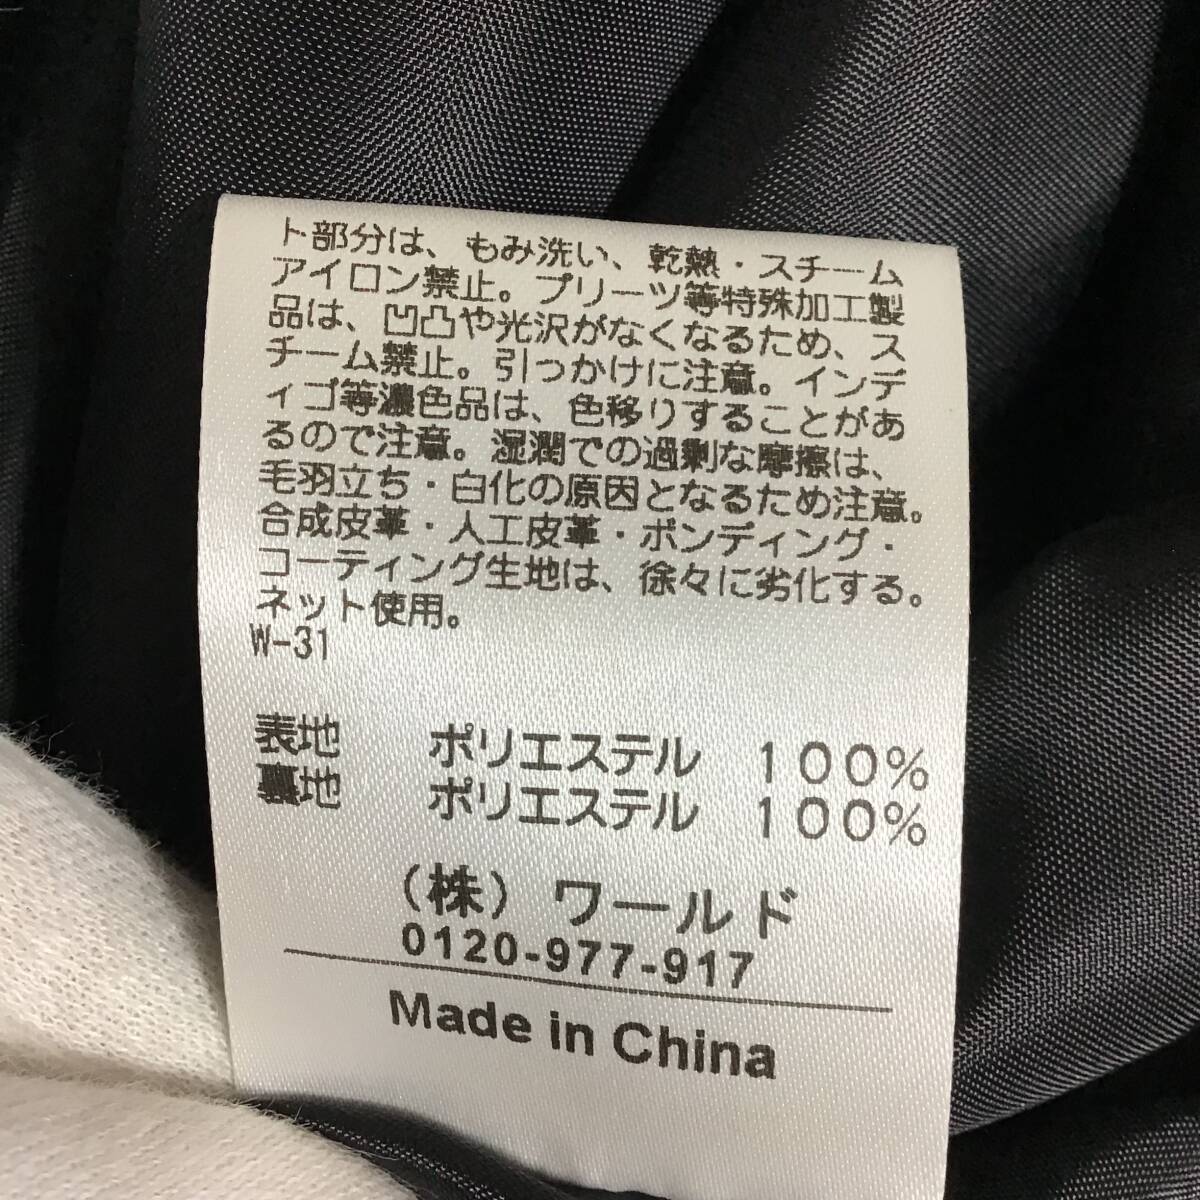 ト部分は、もみ洗い、乾熱・スチーム
アイロン禁止。プリーツ等特殊加工製
品は、凹凸や光沢がなくなるため、ス
チーム禁止。引っかけに注意。インデ
ィゴ等濃色品は、色移りすることがあ
るので注意。湿潤での過剰な摩擦は、
毛羽立ち・白化の原因となるため注意。
合成皮革・人工皮革・ボンディング・
コーティング生地は、徐々に劣化する。
ネット使用。
W-31
表地 ポリエステル 100%
裏地 ポリエステル 100%
(株) ワールド
0120-977-917
Made in China